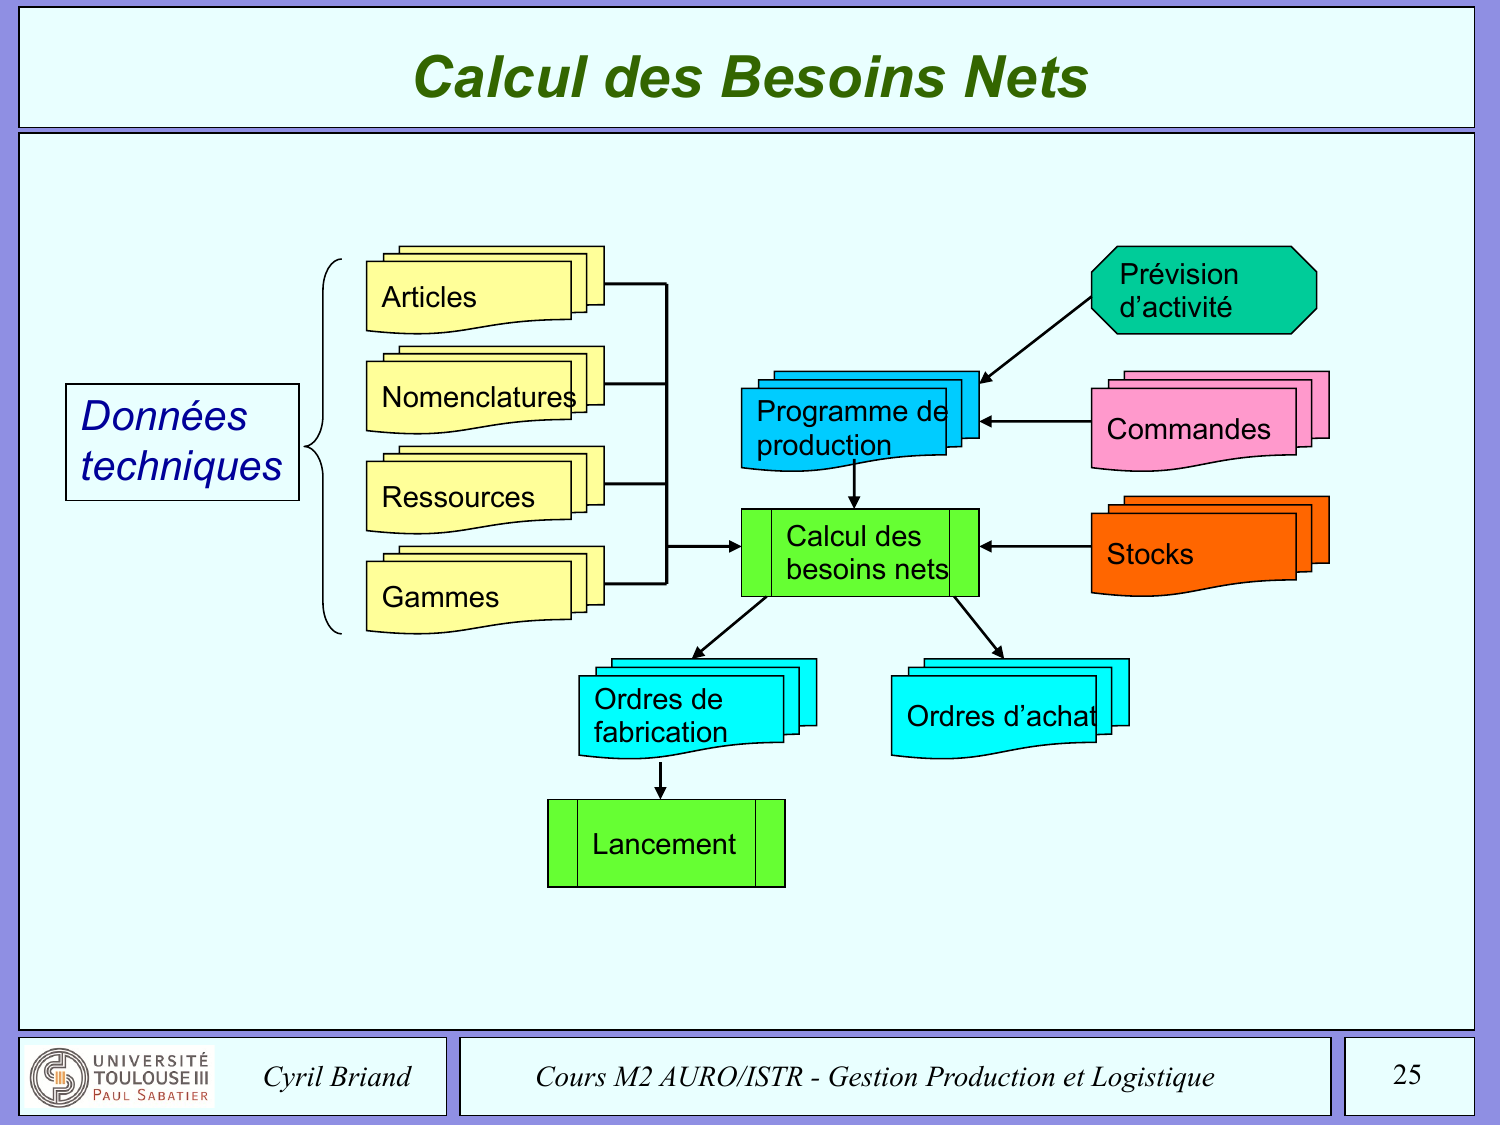 Calcul des Besoins Nets
Données
techniques
Articles
Nomenclatures
Ressources
Gammes
Prévision
d’activité
Programme de
production
Commandes
Calcul des
besoins nets
Stocks
Ordres de
fabrication
Ordres d’achat
Lancement
UNIVERSITÉ
TOULOUSE III
PAUL SABATIER
Cyril Briand
Cours M2 AURO/ISTR - Gestion Production et Logistique
25